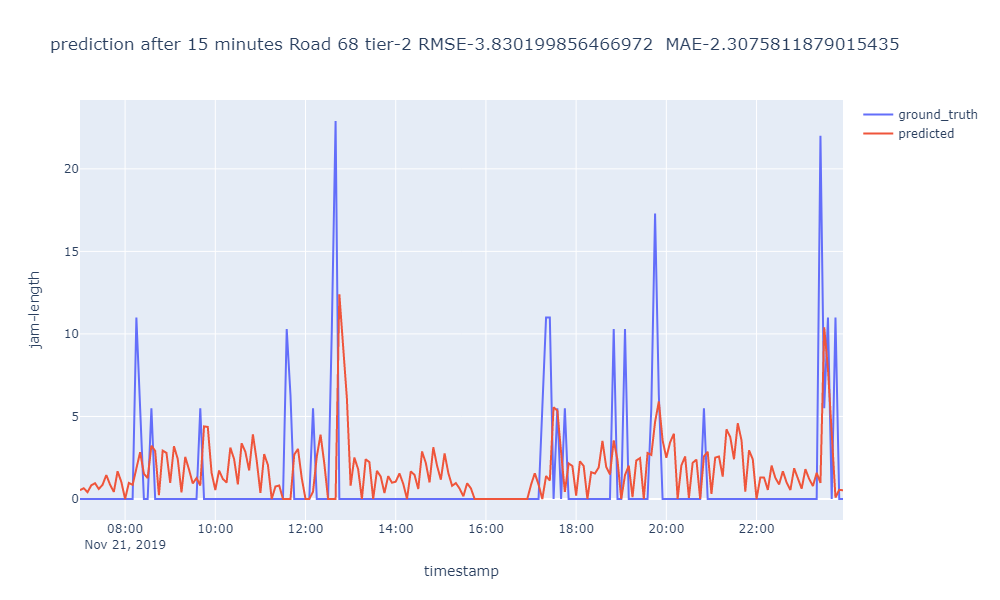 prediction after 15 minutes Road 68 tier-2 RMSE-3.830199856466972  MAE-2.3075811879015435
ground_truth
predicted
jam-length
20
15
10
5
0
08:00 10:00 12:00 14:00 16:00 18:00 20:00 22:00
Nov 21, 2019
timestamp